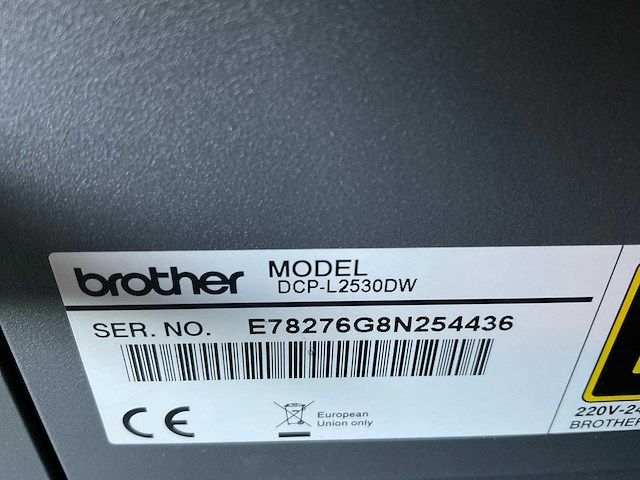 brother MODEL
DCP-L2530DW
SER. NO. E78276G8N254436
CE
European
Union only
220V-24
BROTHER